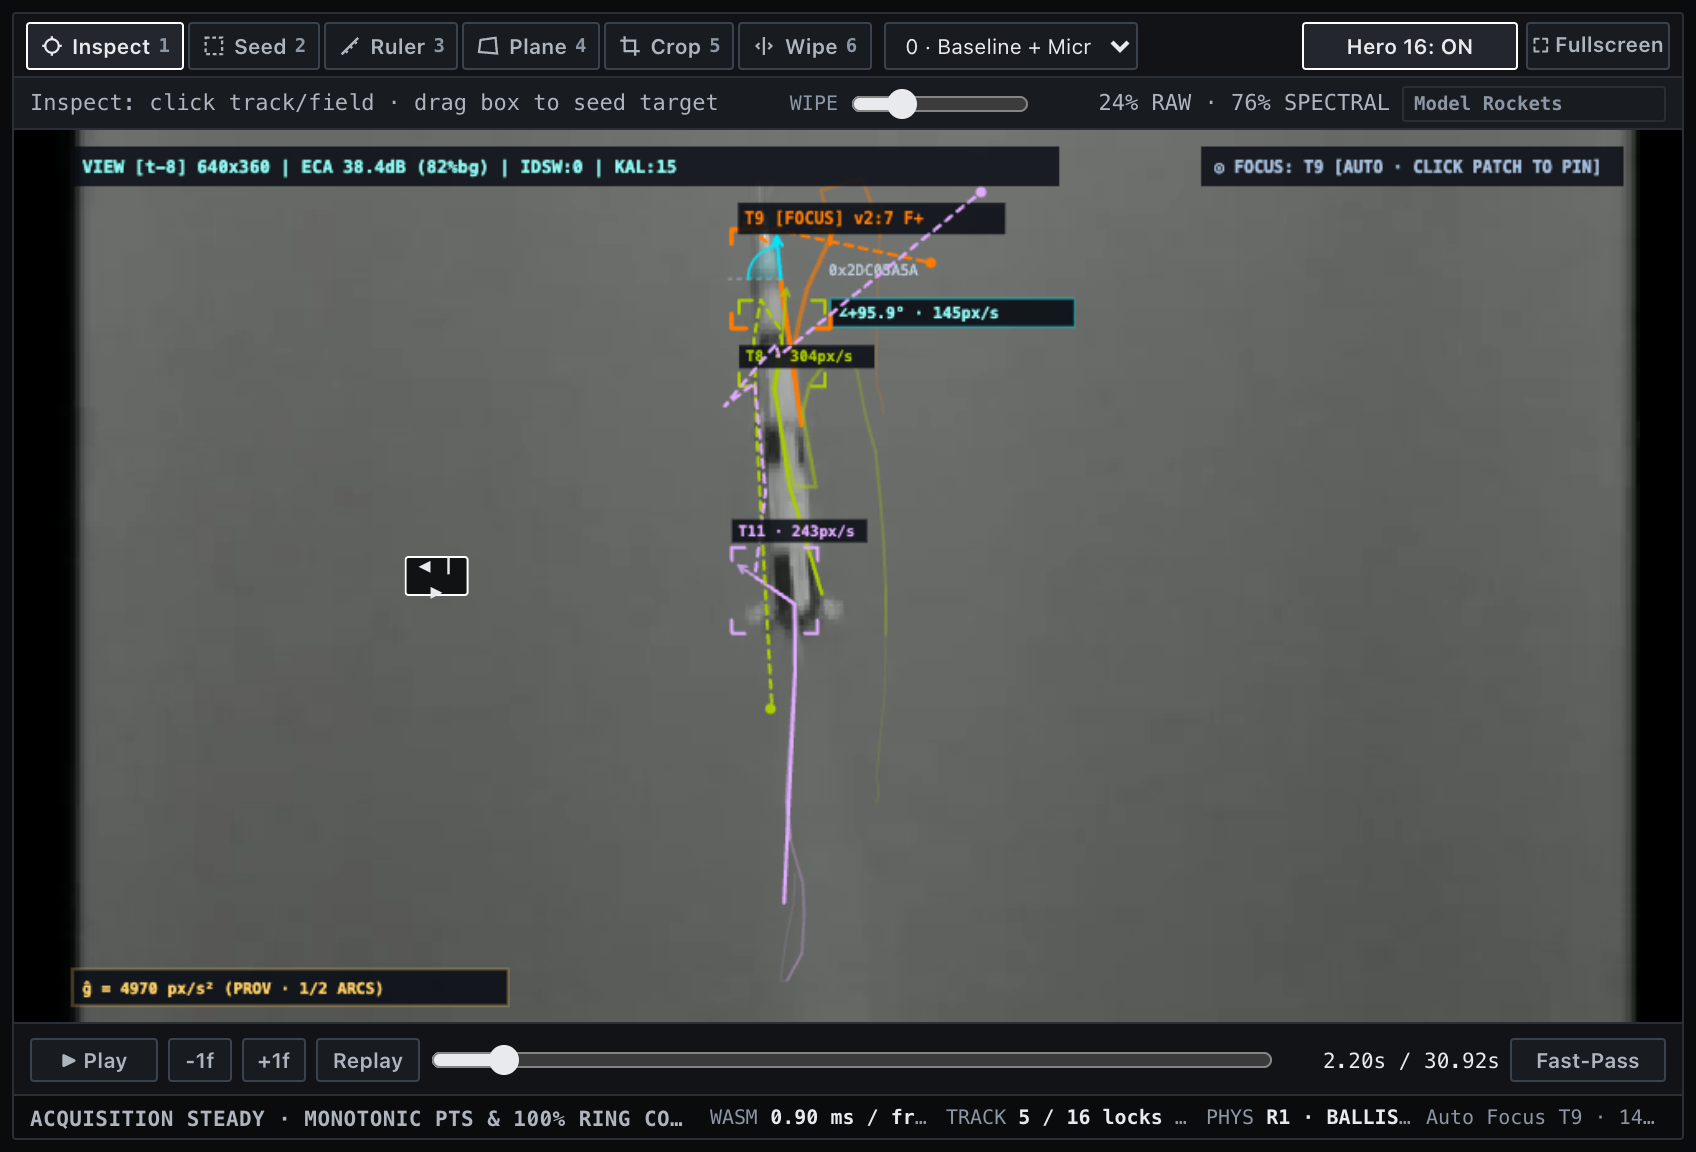 Inspect 1
Seed 2
Ruler 3
Plane 4
Crop 5
Wipe 6
0 · Baseline + Micr
Hero 16: ON
Fullscreen
Inspect: click track/field · drag box to seed target
WIPE
24% RAW · 76% SPECTRAL
Model Rockets
VIEW [t-8] 640x360 | ECA 38.4dB (82%bg) | IDSW:0 | KAL:15
FOCUS: T9 [AUTO · CLICK PATCH TO PIN]
T9 [FOCUS] v2:7 F+
0x2DC03A5A
∠+95.9° · 145px/s
T8 · 304px/s
T11 · 243px/s
ĝ = 4970 px/s² (PROV · 1/2 ARCS)
Play
-1f
+1f
Replay
2.20s / 30.92s
Fast-Pass
ACQUISITION STEADY · MONOTONIC PTS & 100% RING CO…
WASM 0.90 ms / fr…
TRACK 5 / 16 locks …
PHYS R1 · BALLIS…
Auto Focus T9 · 14…